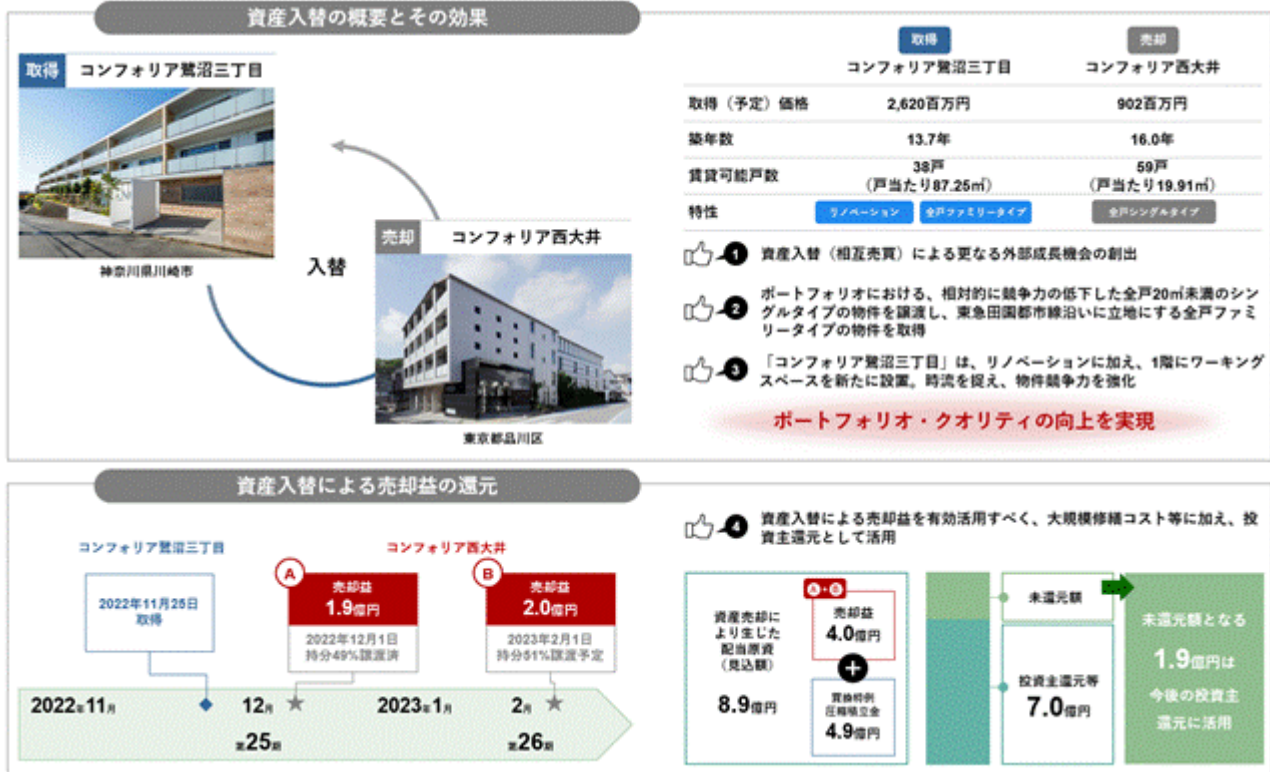 資産入替の概要とその効果
取得 コンフォリア鷺沼三丁目
神奈川県川崎市
入替
売却 コンフォリア西大井
東京都品川区
取得 売却
コンフォリア鷺沼三丁目 コンフォリア西大井
取得（予定）価格 2,620百万円 902百万円
築年数 13.7年 16.0年
賃貸可能戸数 38戸 59戸
（戸当たり87.25㎡） （戸当たり19.91㎡）
特性 リノベーション 全戸ファミリータイプ 全戸シングルタイプ
1 資産入替（相互売買）による更なる外部成長機会の創出
2 ポートフォリオにおける、相対的に競争力の低下した全戸20㎡未満のシン
グルタイプの物件を譲渡し、東急田園都市線沿いに立地にする全戸ファミ
リータイプの物件を取得
3 「コンフォリア鷺沼三丁目」は、リノベーションに加え、1階にワーキング
スペースを新たに設置。時流を捉え、物件競争力を強化
ポートフォリオ・クオリティの向上を実現
資産入替による売却益の還元
コンフォリア鷺沼三丁目 コンフォリア西大井
2022年11月25日
取得
A
売却益
1.9億円
2022年12月1日
持分49%譲渡済
B
売却益
2.0億円
2023年2月1日
持分51%譲渡予定
2022年11月 12月 2023年1月 2月
第25期 第26期
4 資産入替による売却益を有効活用すべく、大規模修繕コスト等に加え、投
資主還元として活用
資産売却に
より生じた
配当原資
（見込額）
8.9億円
A+B
売却益
4.0億円
買換特例
圧縮積立金
4.9億円
未還元額
投資主還元等
7.0億円
未還元額となる
1.9億円は
今後の投資主
還元に活用